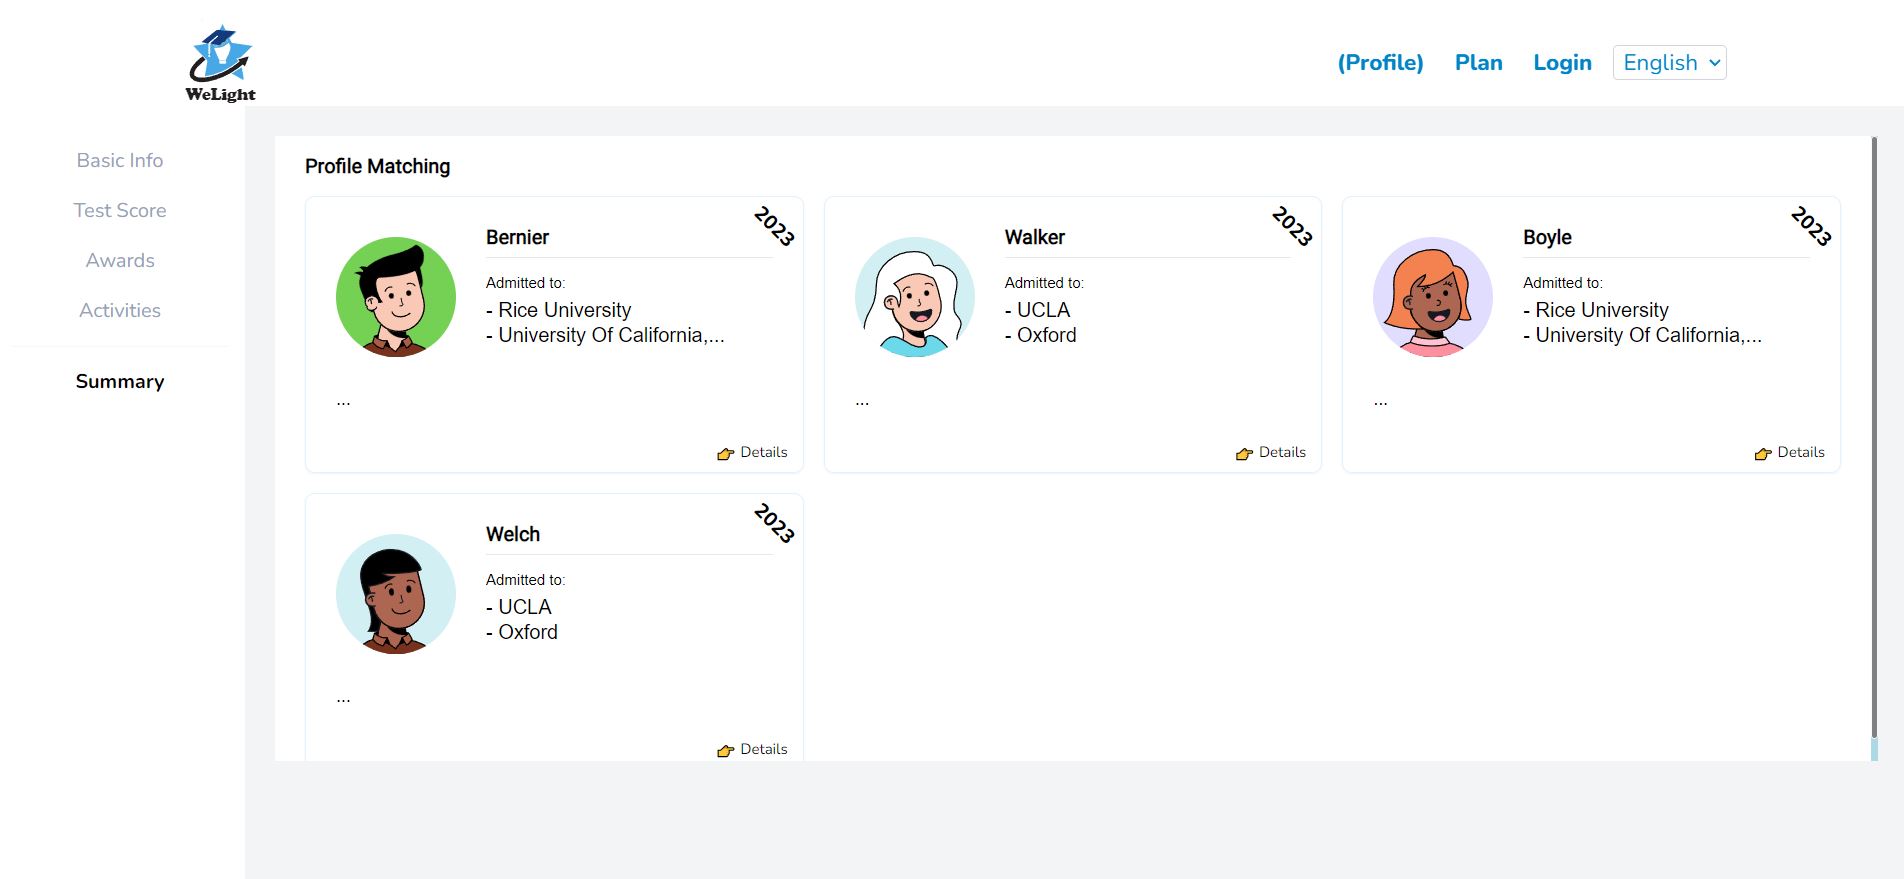 WeLight
(Profile)
Plan
Login
English
Basic Info
Test Score
Awards
Activities
Summary
Profile Matching
2023
Bernier
Admitted to:
- Rice University
- University Of California,...
...
Details
2023
Walker
Admitted to:
- UCLA
- Oxford
...
Details
2023
Boyle
Admitted to:
- Rice University
- University Of California,...
...
Details
2023
Welch
Admitted to:
- UCLA
- Oxford
...
Details